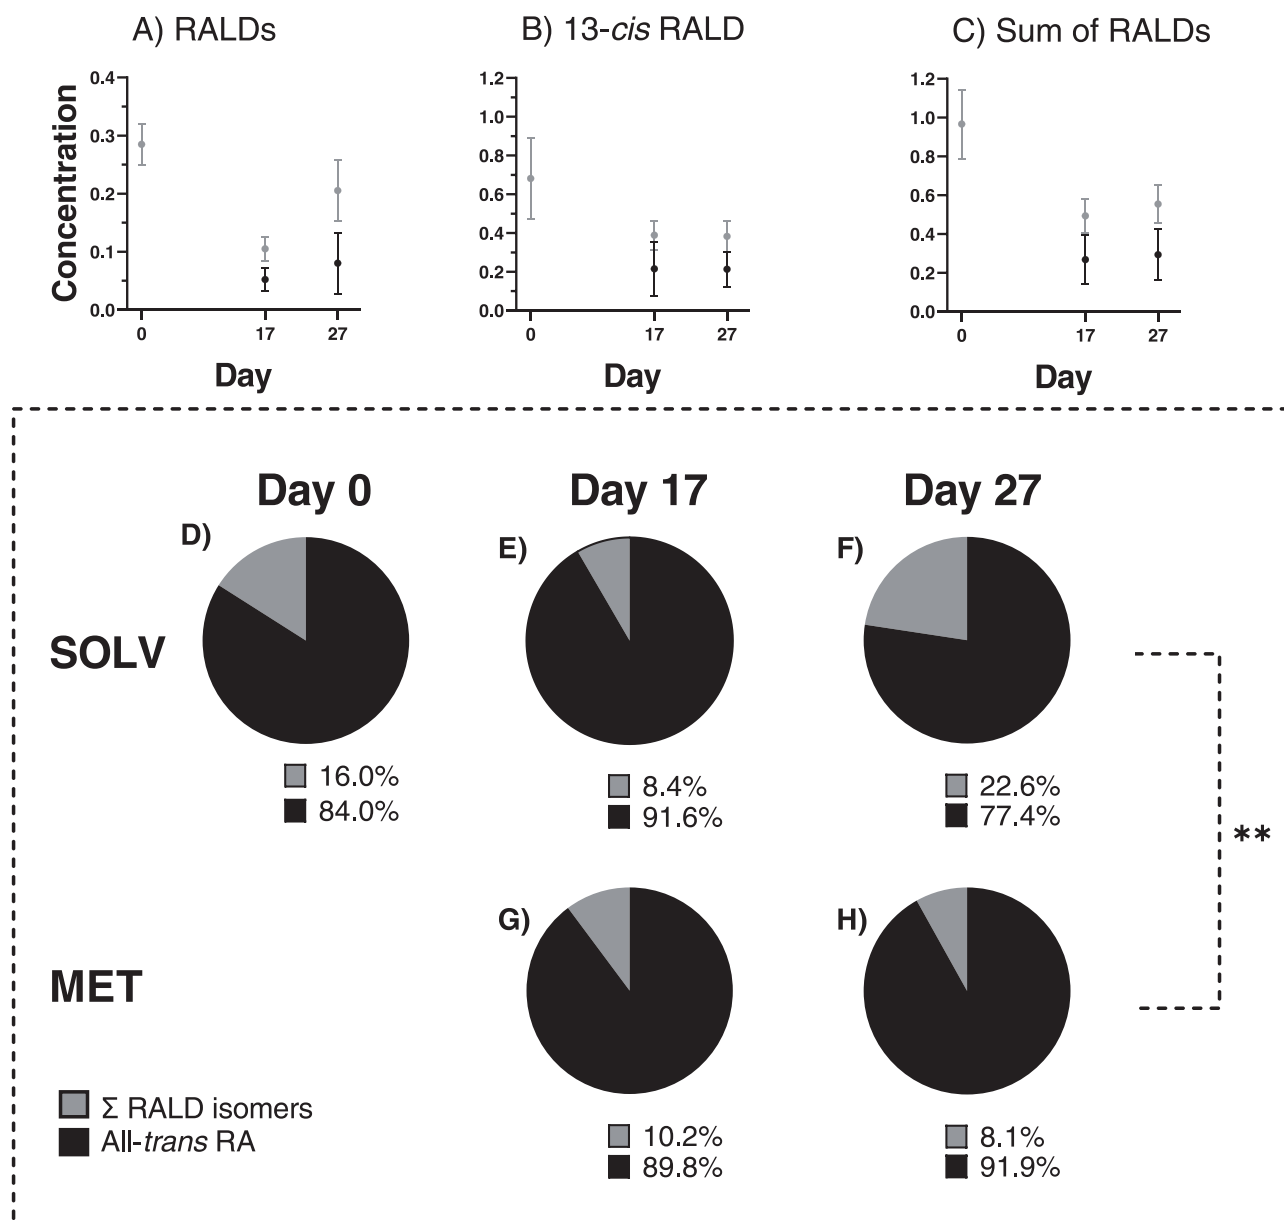 A) RALDs
B) 13-cis RALD
C) Sum of RALDs
Concentration
0.4
0.3
0.2
0.1
0.0
0
17
27
Day
1.2
1.0
0.8
0.6
0.4
0.2
0.0
0
17
27
Day
1.2
1.0
0.8
0.6
0.4
0.2
0.0
0
17
27
Day
Day 0
Day 17
Day 27
SOLV
D)
16.0%
84.0%
E)
8.4%
91.6%
F)
22.6%
77.4%
**
MET
G)
10.2%
89.8%
H)
8.1%
91.9%
Σ RALD isomers
All-trans RA